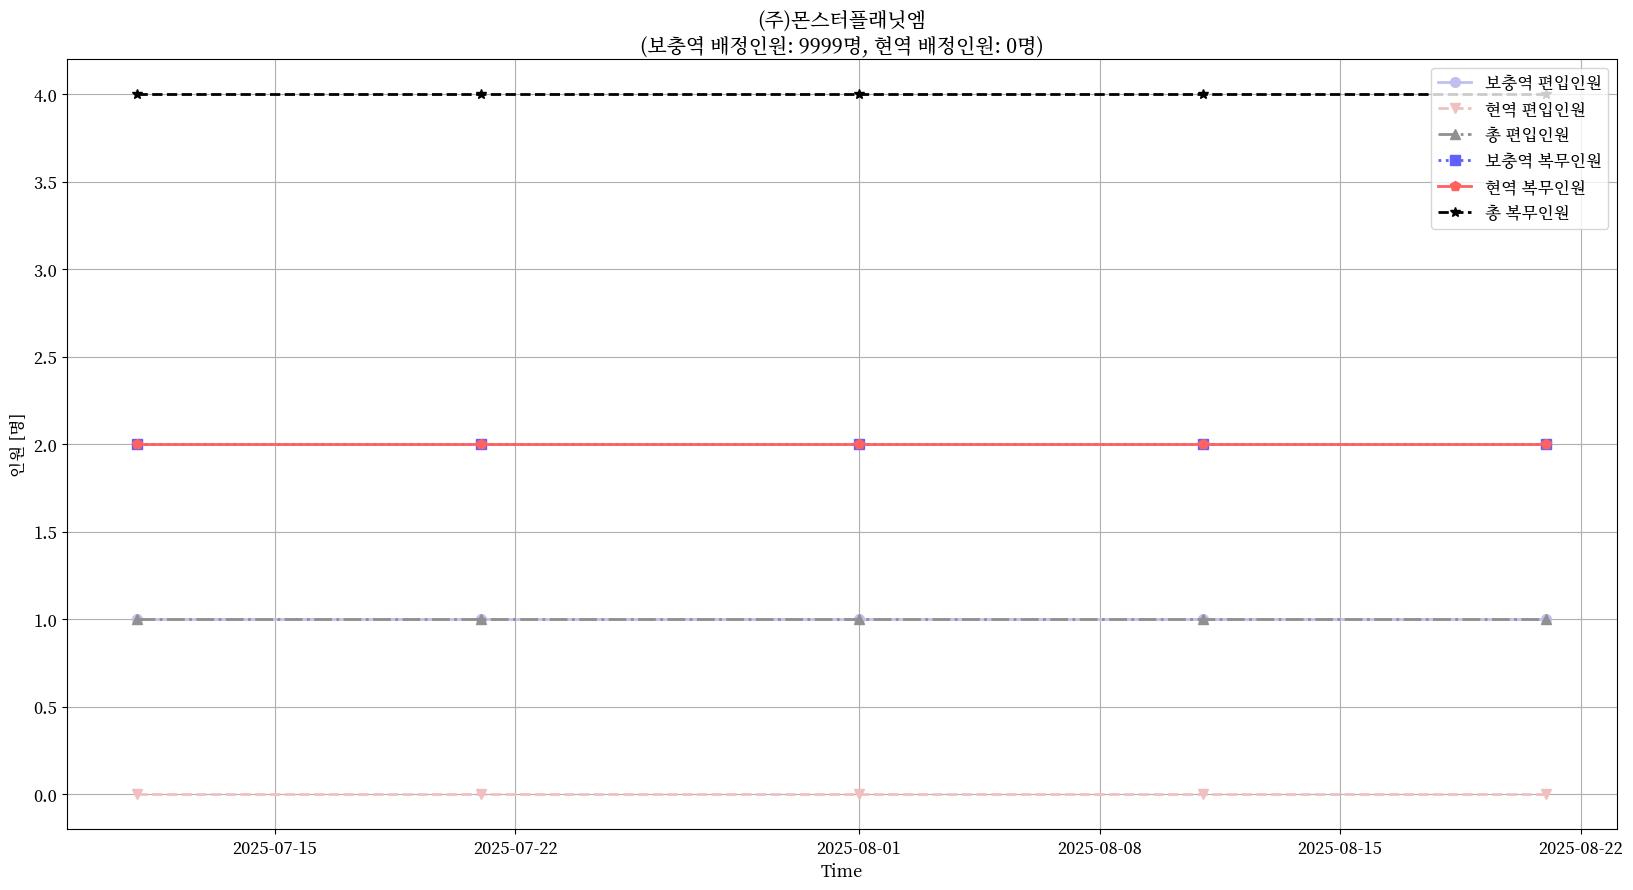 (주)몬스터플래닛엠
(보충역 배정인원: 9999명, 현역 배정인원: 0명)
보충역 편입인원
현역 편입인원
총 편입인원
보충역 복무인원
현역 복무인원
총 복무인원
4.0
3.5
3.0
2.5
2.0
1.5
1.0
0.5
0.0
인원 [명]
2025-07-15
2025-07-22
2025-08-01
2025-08-08
2025-08-15
2025-08-22
Time